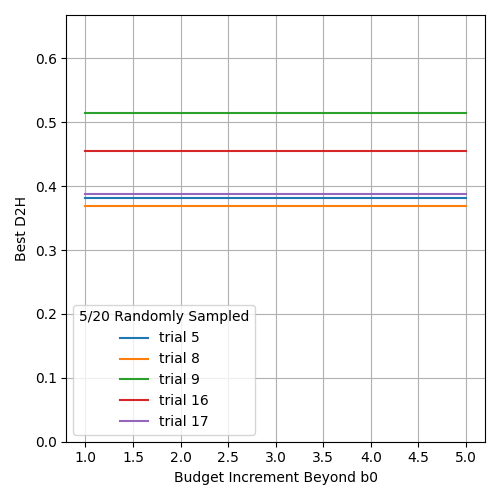 0.6
0.5
0.4
0.3
0.2
0.1
0.0
Best D2H
5/20 Randomly Sampled
trial 5
trial 8
trial 9
trial 16
trial 17
1.0 1.5 2.0 2.5 3.0 3.5 4.0 4.5 5.0
Budget Increment Beyond b0